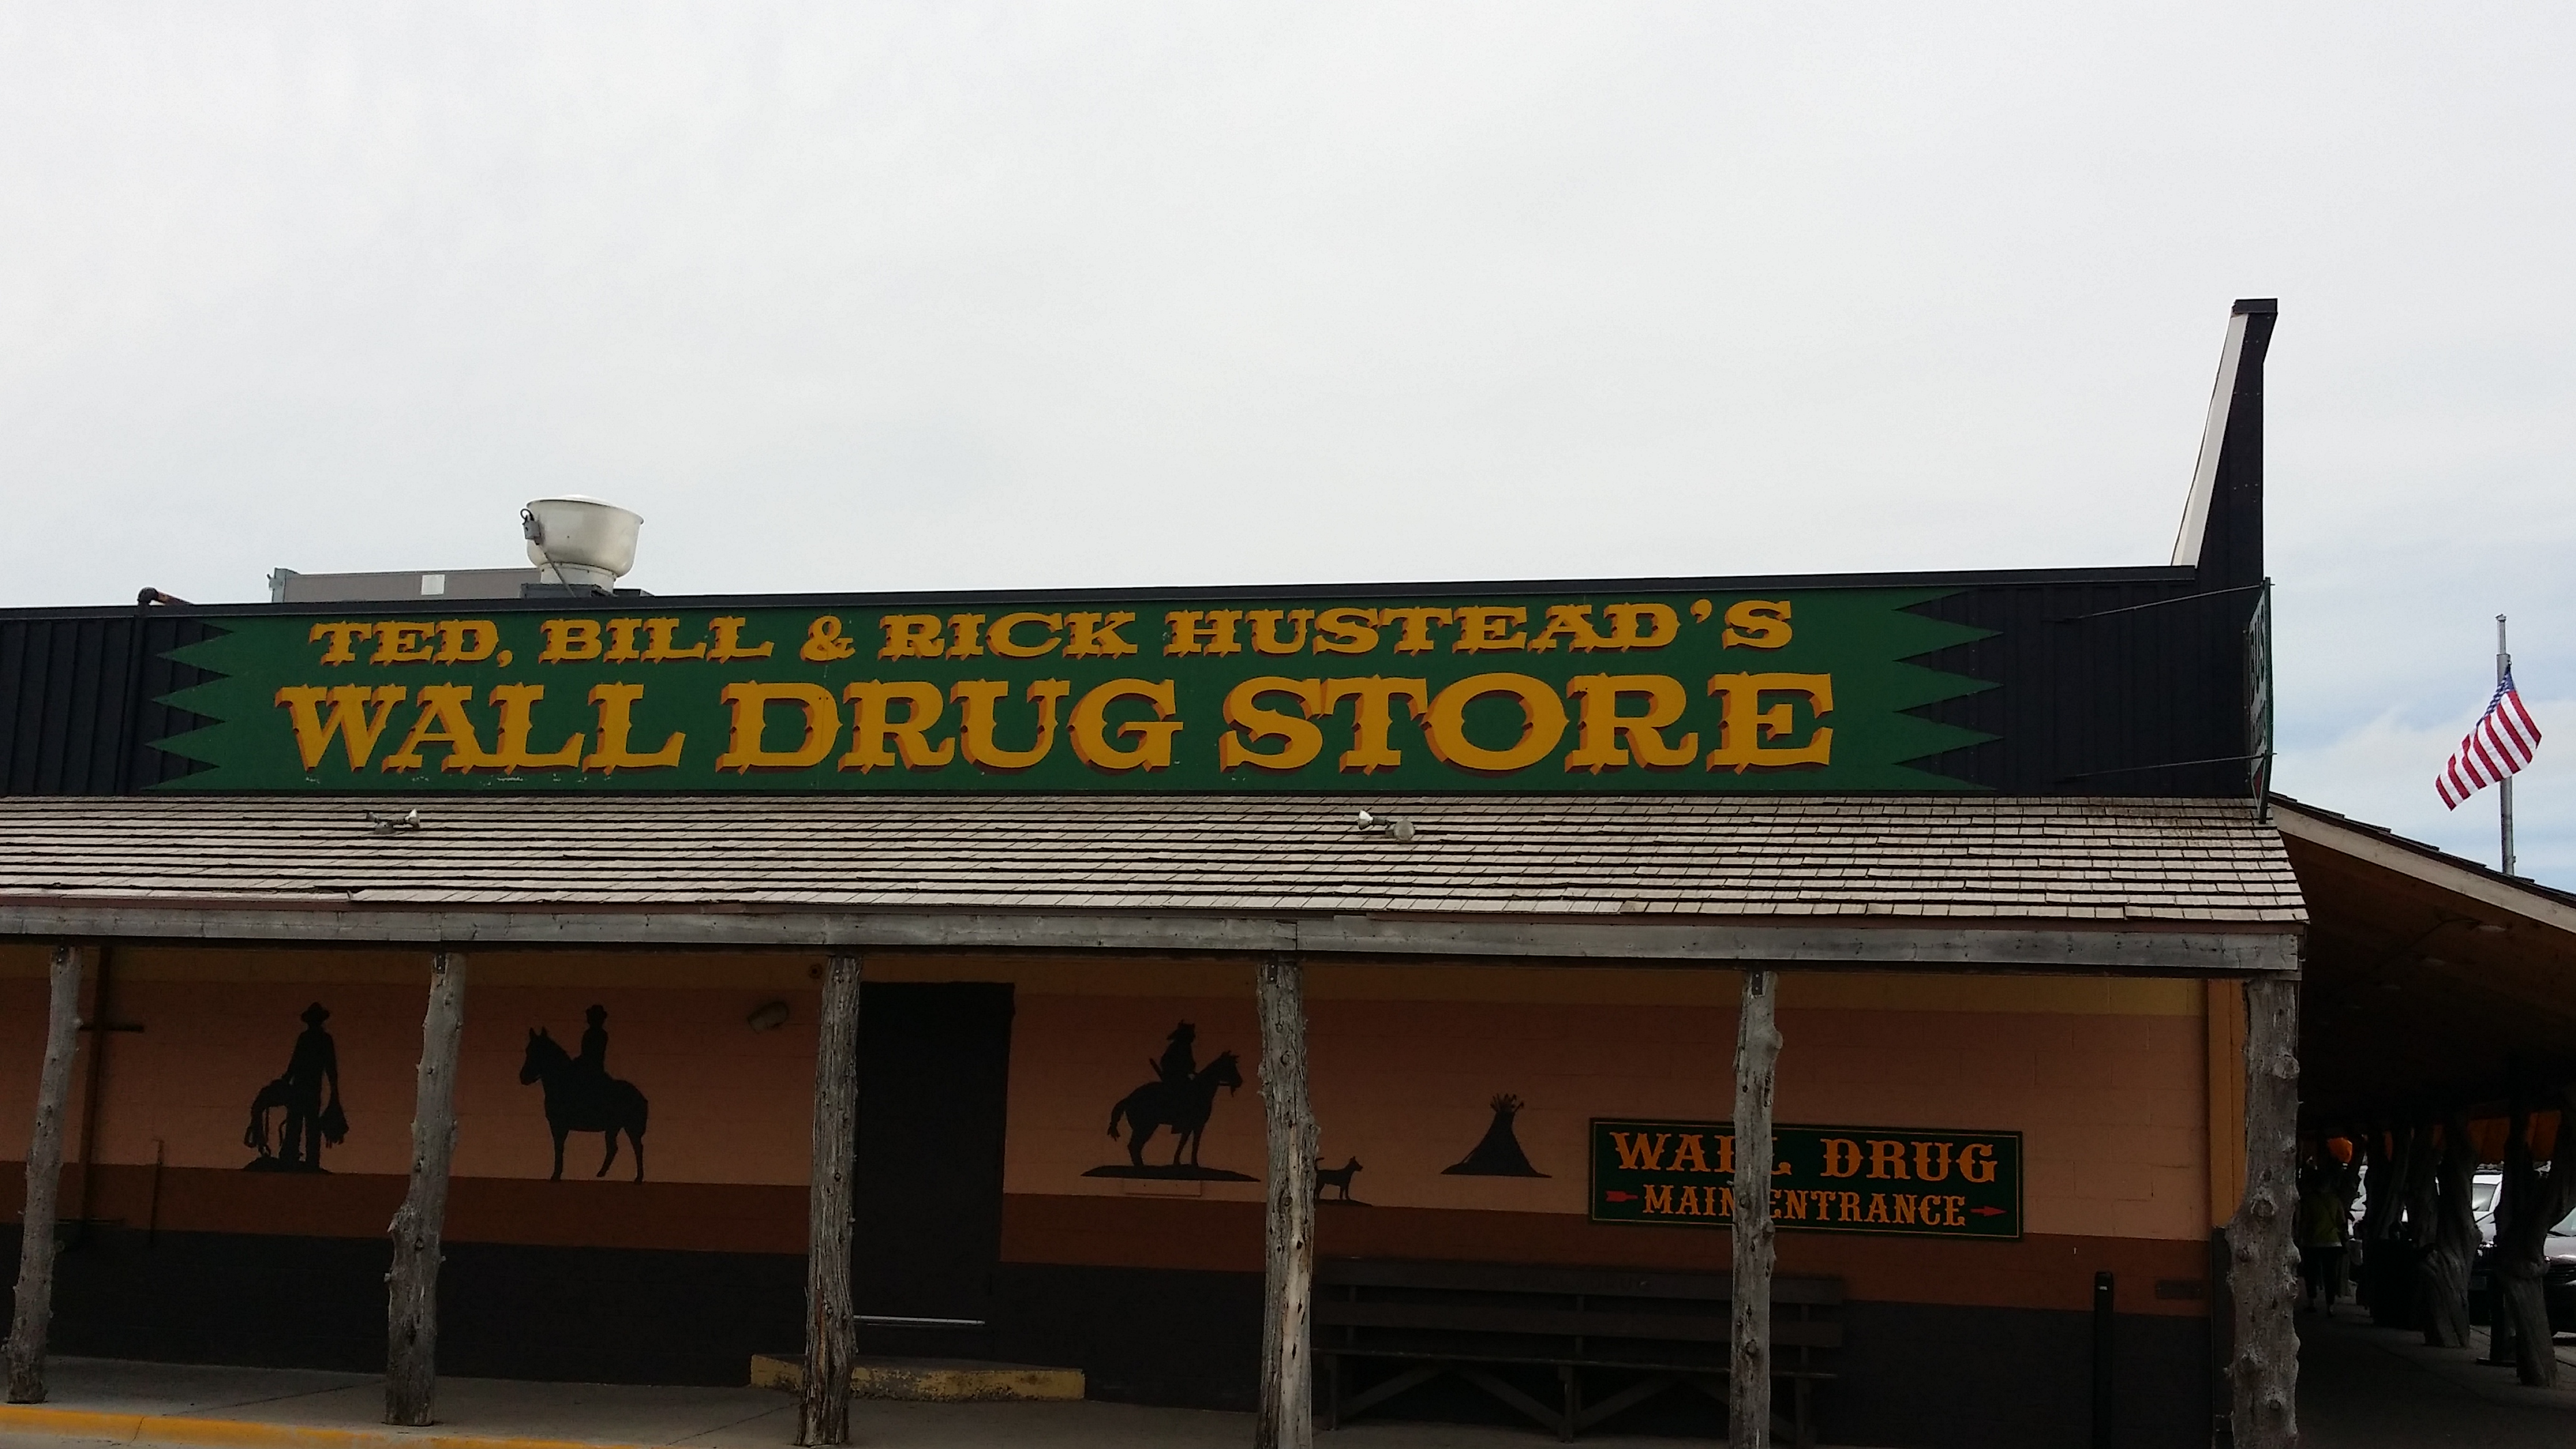 TED, BILL & RICK HUSTEAD'S
WALL DRUG STORE
WALL DRUG
MAIN ENTRANCE